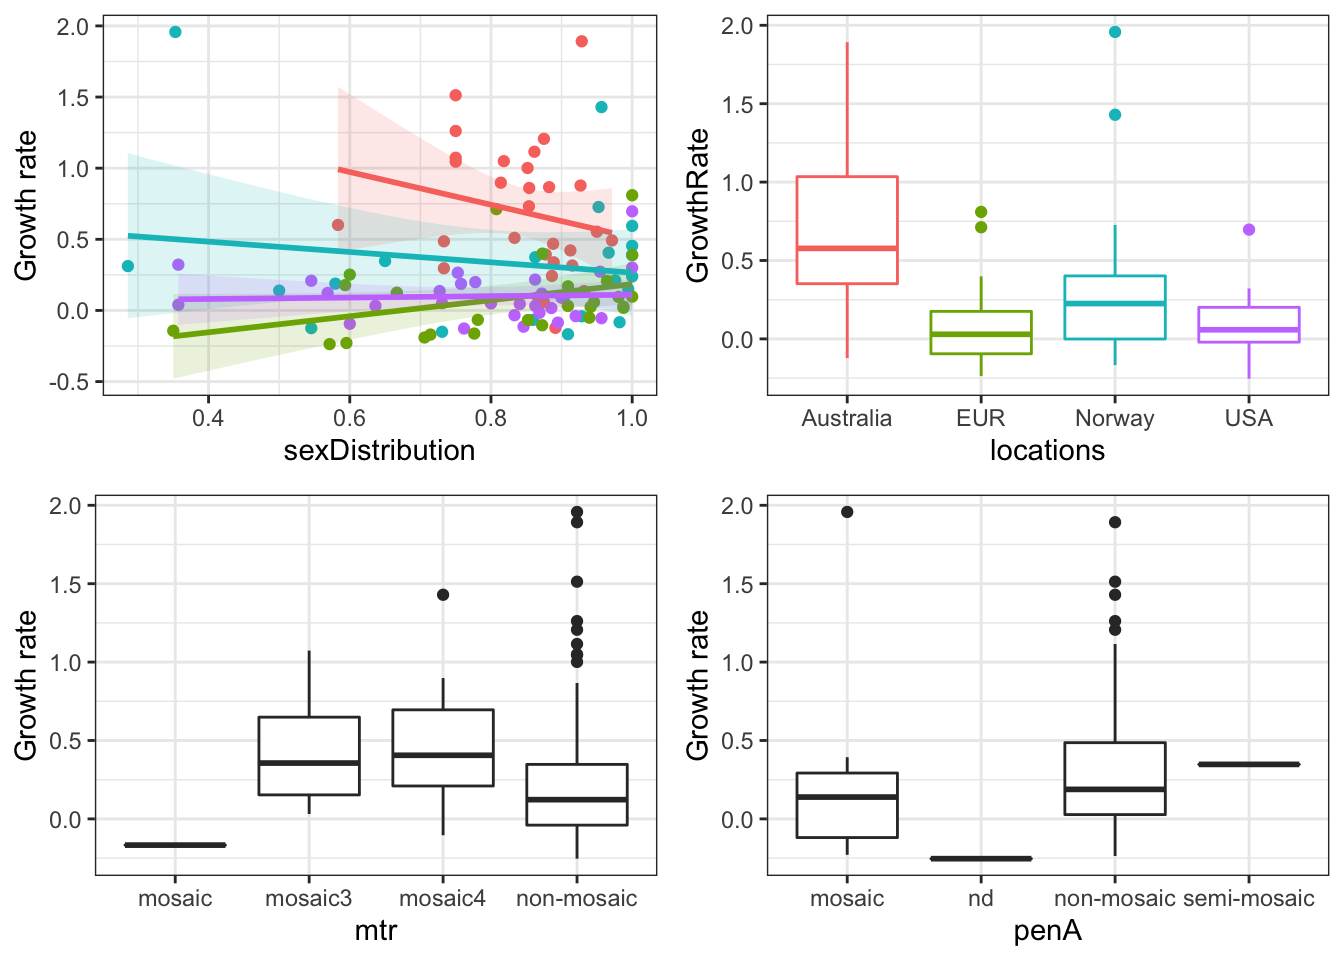 Growth rate
2.0
1.5
1.0
0.5
0.0
-0.5
0.4 0.6 0.8 1.0
sexDistribution
GrowthRate
2.0
1.5
1.0
0.5
0.0
Australia EUR Norway USA
locations
Growth rate
2.0
1.5
1.0
0.5
0.0
mosaic mosaic3 mosaic4 non-mosaic
mtr
Growth rate
2.0
1.5
1.0
0.5
0.0
mosaic nd non-mosaic semi-mosaic
penA